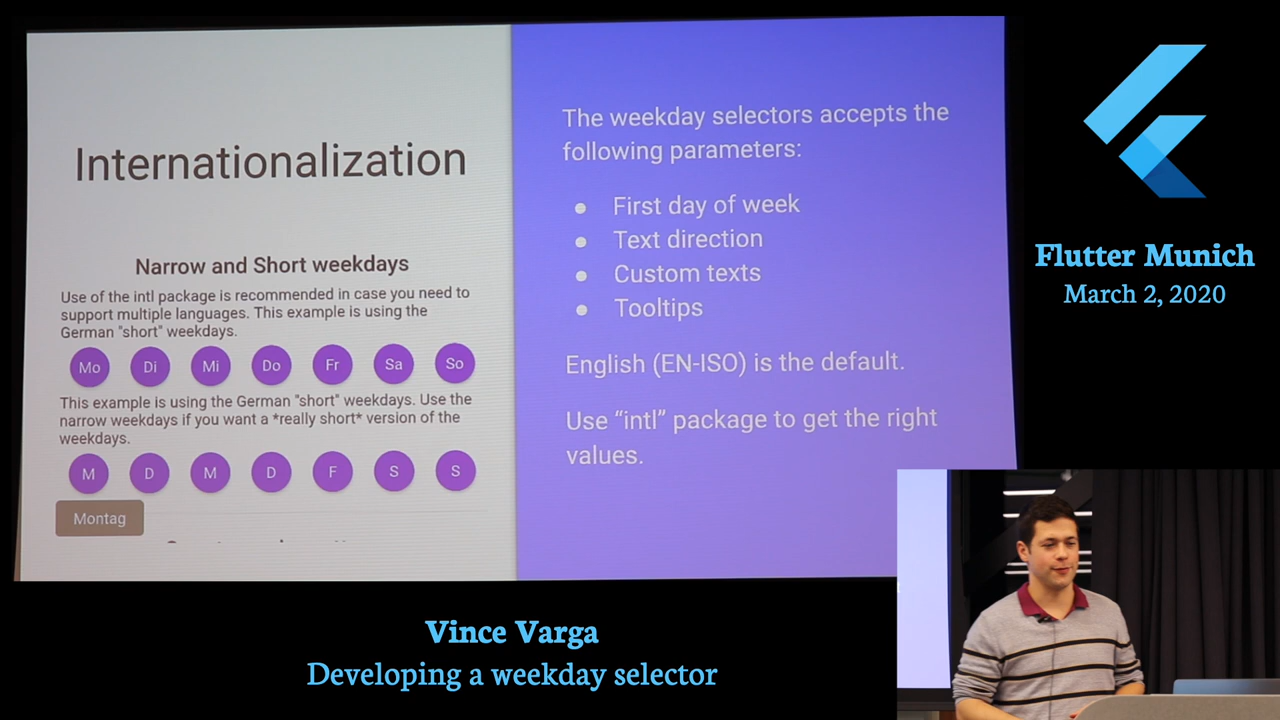 Internationalization
Narrow and Short weekdays
Use of the intl package is recommended in case you need to
support multiple languages. This example is using the
German "short" weekdays.
Mo Di Mi Do Fr Sa So
This example is using the German "short" weekdays. Use the
narrow weekdays if you want a *really short* version of the
weekdays.
M D M D F S S
Montag
The weekday selectors accepts the
following parameters:
● First day of week
● Text direction
● Custom texts
● Tooltips
English (EN-ISO) is the default.
Use “intl” package to get the right
values.
Flutter Munich
March 2, 2020
Vince Varga
Developing a weekday selector